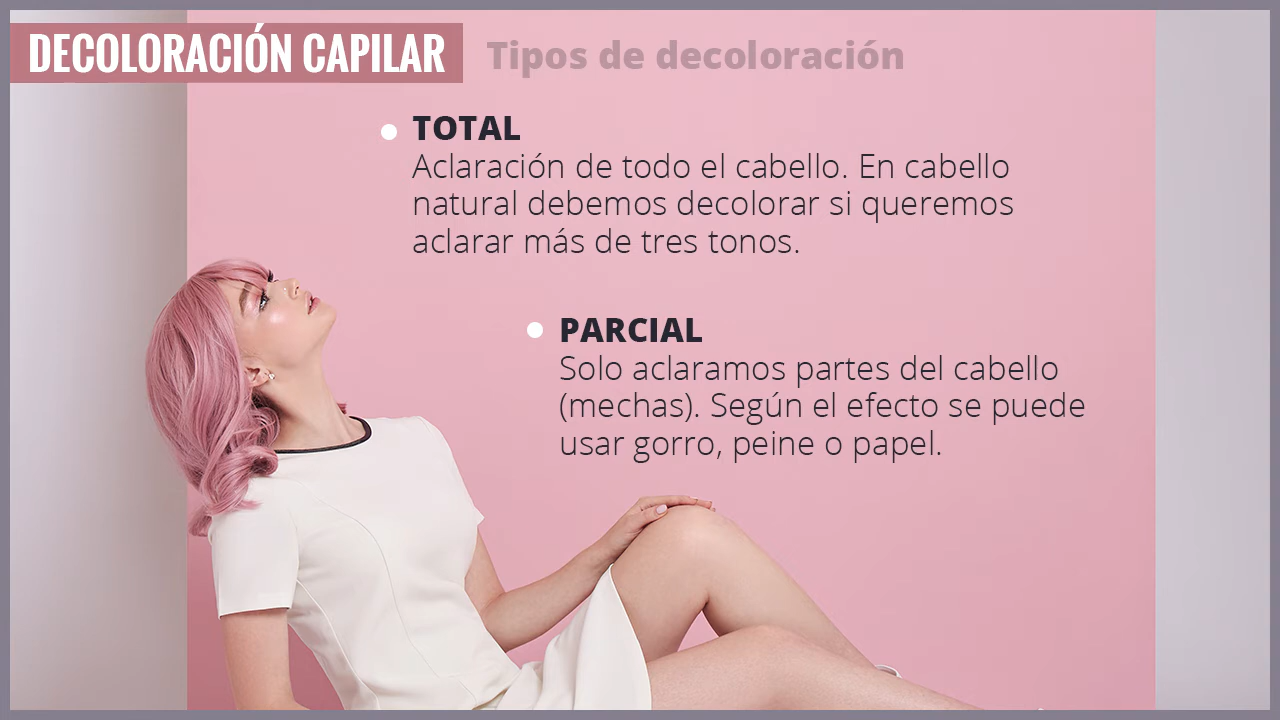 DECOLORACIÓN CAPILAR Tipos de decoloración
TOTAL
Aclaración de todo el cabello. En cabello
natural debemos decolorar si queremos
aclarar más de tres tonos.
PARCIAL
Solo aclaramos partes del cabello
(mechas). Según el efecto se puede
usar gorro, peine o papel.